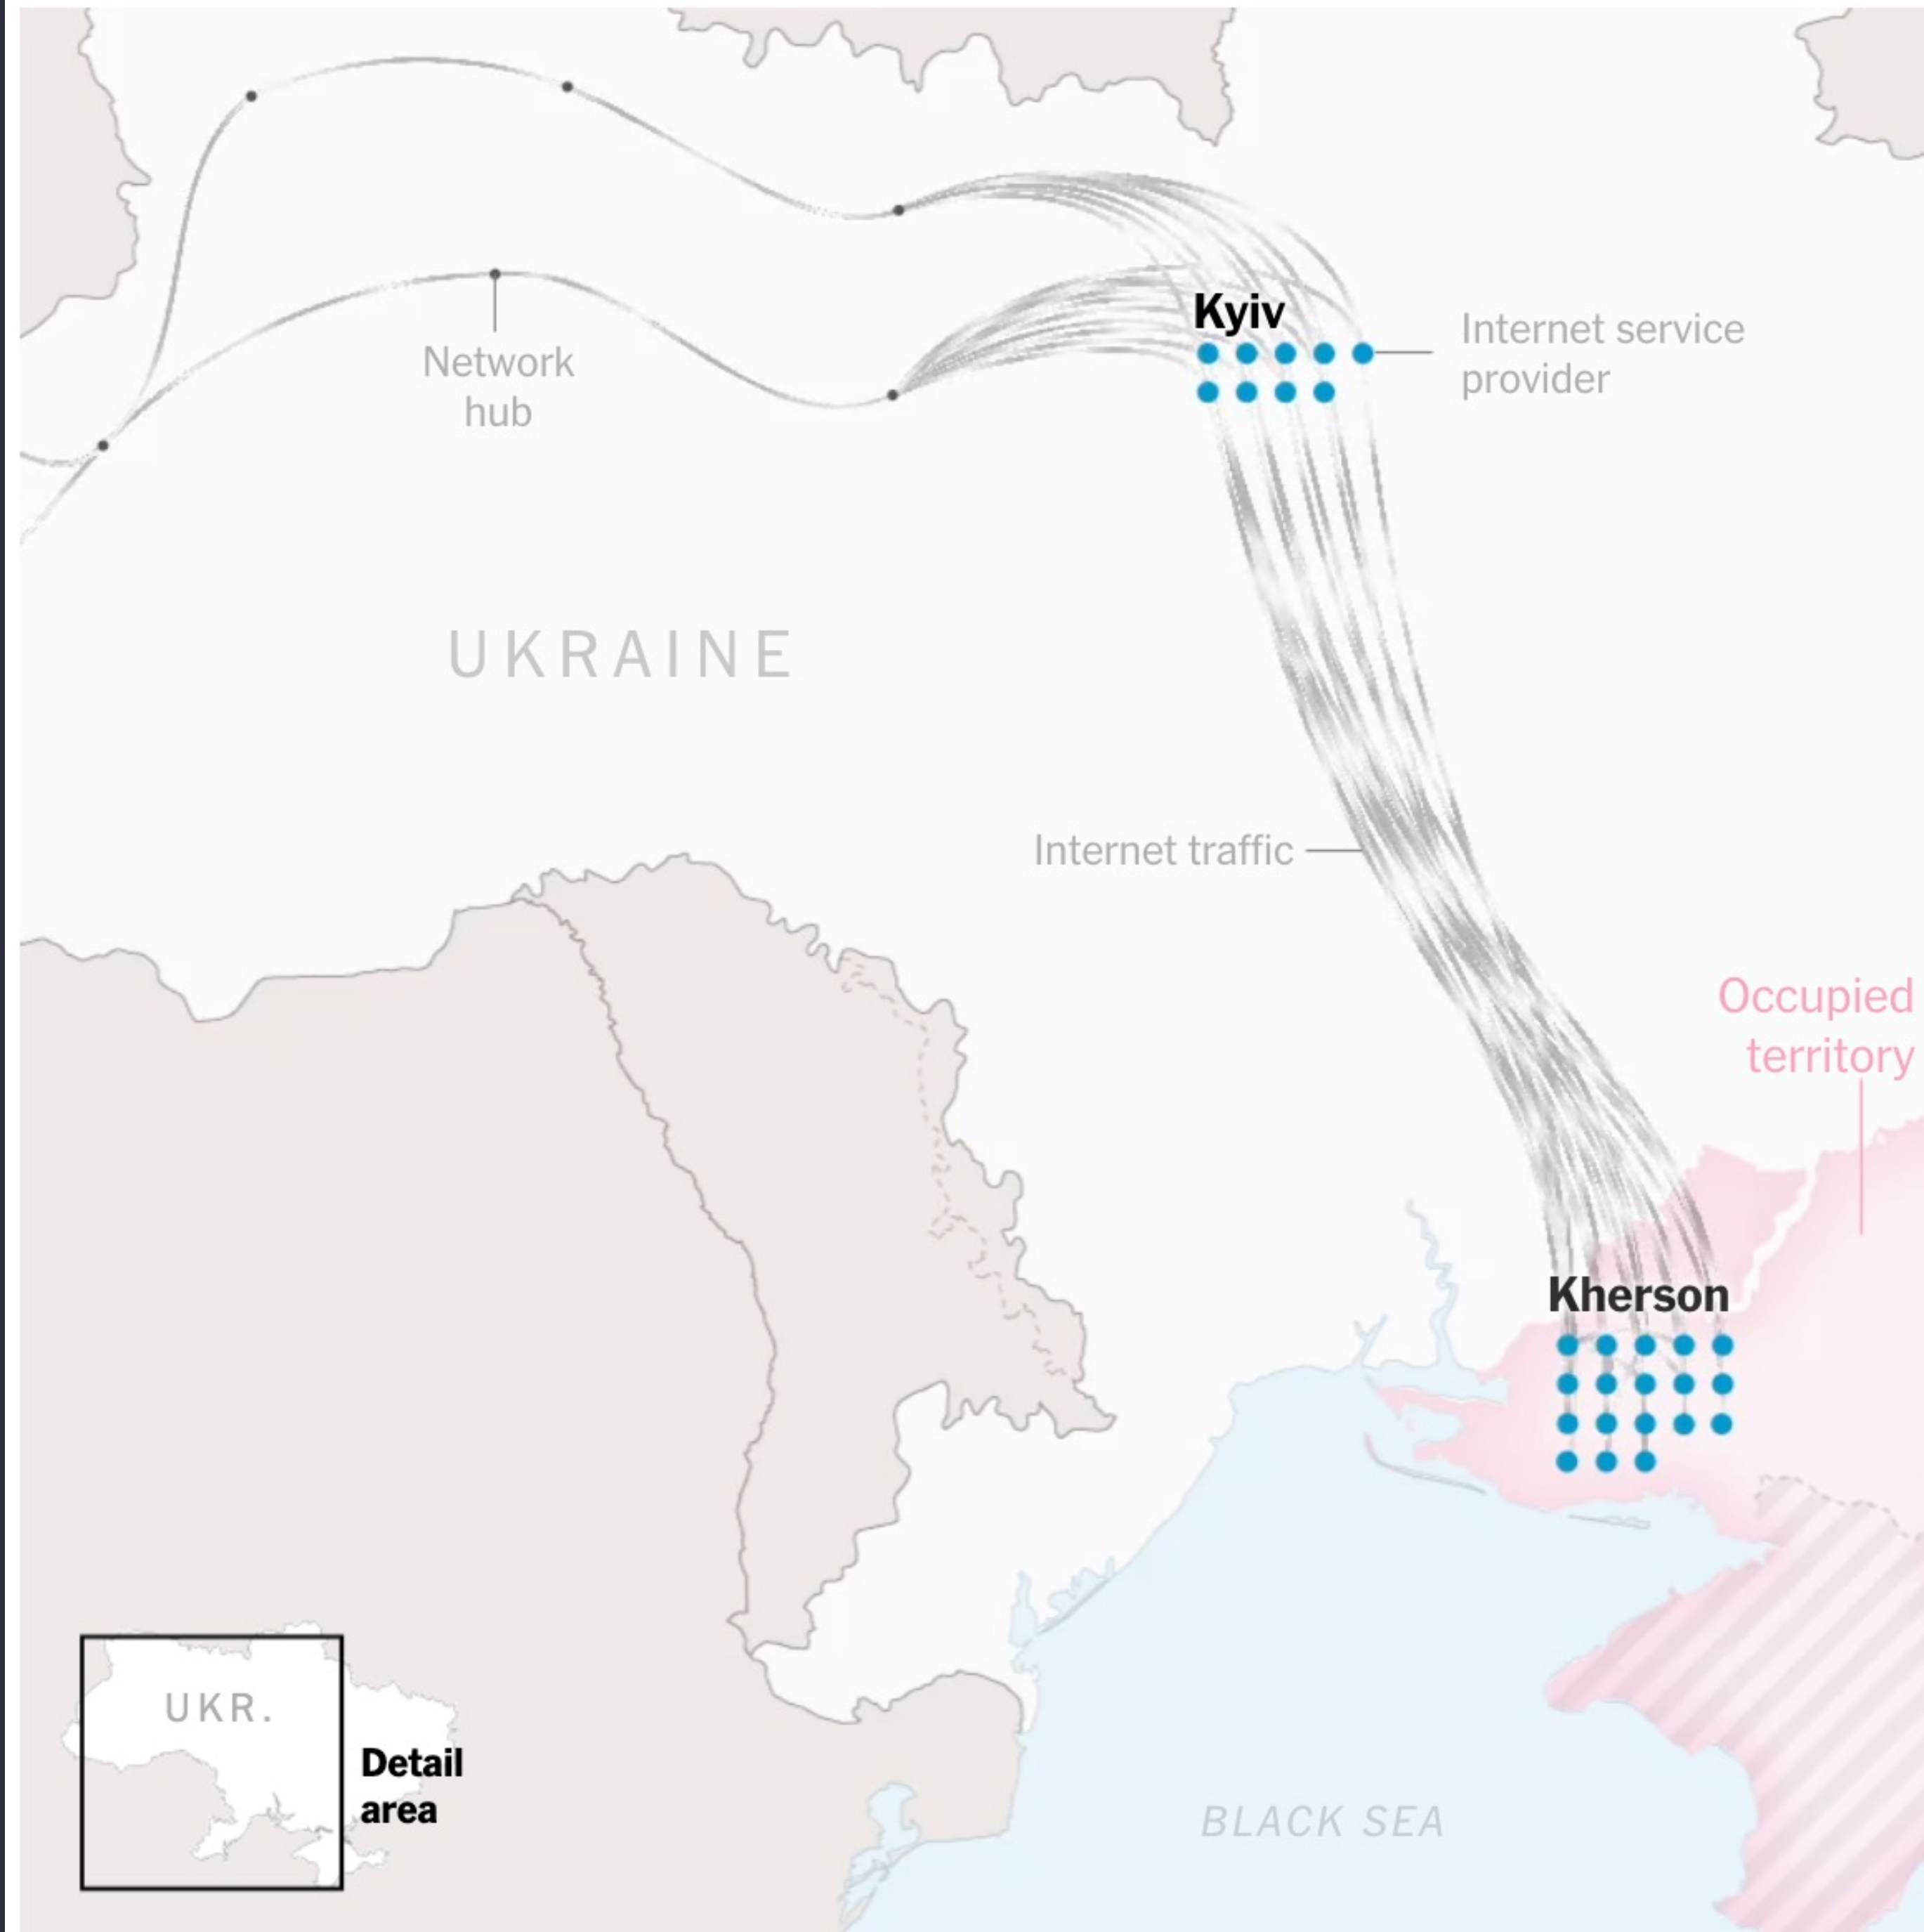 Kyiv
Internet service
provider
Network
hub
UKRAINE
Internet traffic
Occupied
territory
Kherson
UKR.
Detail
area
BLACK SEA